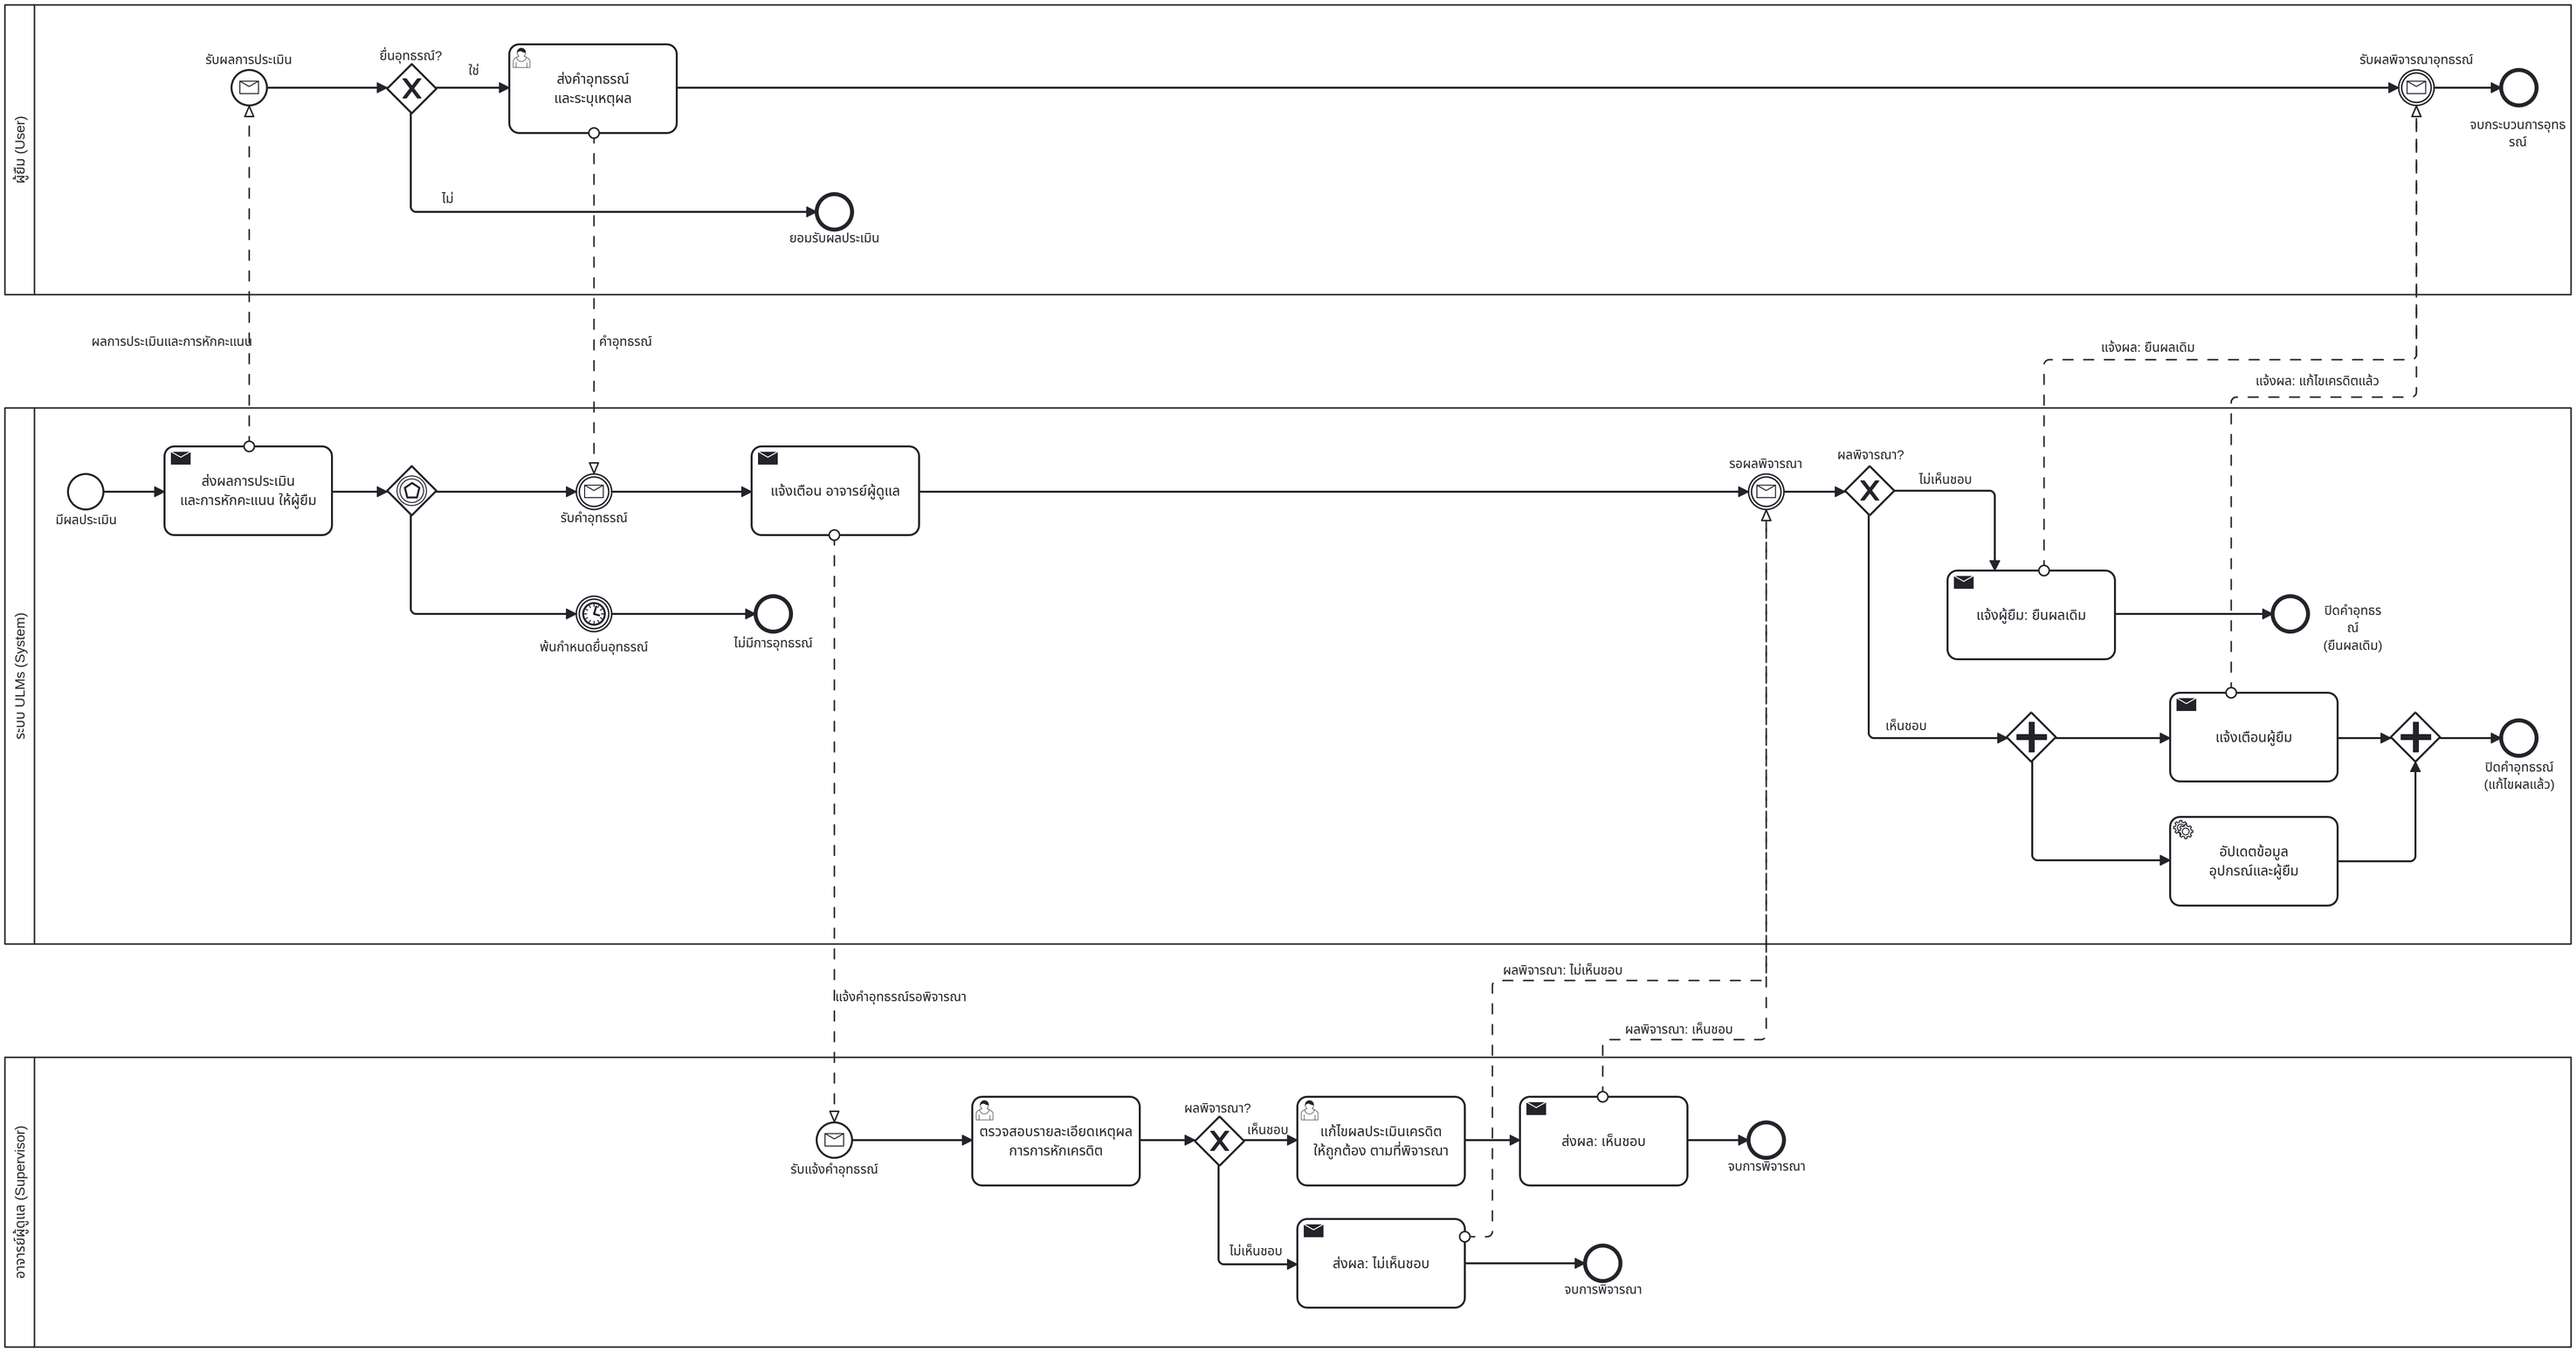 ผู้ยืม (User)
รับผลการประเมิน
ยื่นอุทธรณ์?
ใช่
ส่งคำอุทธรณ์
และระบุเหตุผล
ไม่
ยอมรับผลประเมิน
รับผลพิจารณาอุทธรณ์
จบกระบวนการอุทธ
รณ์
ผลการประเมินและการหักคะแนน
คำอุทธรณ์
แจ้งผล: ยืนผลเดิม
แจ้งผล: แก้ไขเครดิตแล้ว
ระบบ ULMs (System)
มีผลประเมิน
ส่งผลการประเมิน
และการหักคะแนน ให้ผู้ยืม
รับคำอุทธรณ์
แจ้งเตือน อาจารย์ผู้ดูแล
พ้นกำหนดยื่นอุทธรณ์
ไม่มีการอุทธรณ์
รอผลพิจารณา
ผลพิจารณา?
ไม่เห็นชอบ
แจ้งผู้ยืม: ยืนผลเดิม
ปิดคำอุทธร
ณ์
(ยืนผลเดิม)
เห็นชอบ
แจ้งเตือนผู้ยืม
ปิดคำอุทธรณ์
(แก้ไขผลแล้ว)
อัปเดตข้อมูล
อุปกรณ์และผู้ยืม
ผลพิจารณา: ไม่เห็นชอบ
แจ้งคำอุทธรณ์รอพิจารณา
ผลพิจารณา: เห็นชอบ
อาจารย์ผู้ดูแล (Supervisor)
รับแจ้งคำอุทธรณ์
ตรวจสอบรายละเอียดเหตุผล
การการหักเครดิต
ผลพิจารณา?
เห็นชอบ
แก้ไขผลประเมินเครดิต
ให้ถูกต้อง ตามที่พิจารณา
ส่งผล: เห็นชอบ
จบการพิจารณา
ไม่เห็นชอบ
ส่งผล: ไม่เห็นชอบ
จบการพิจารณา